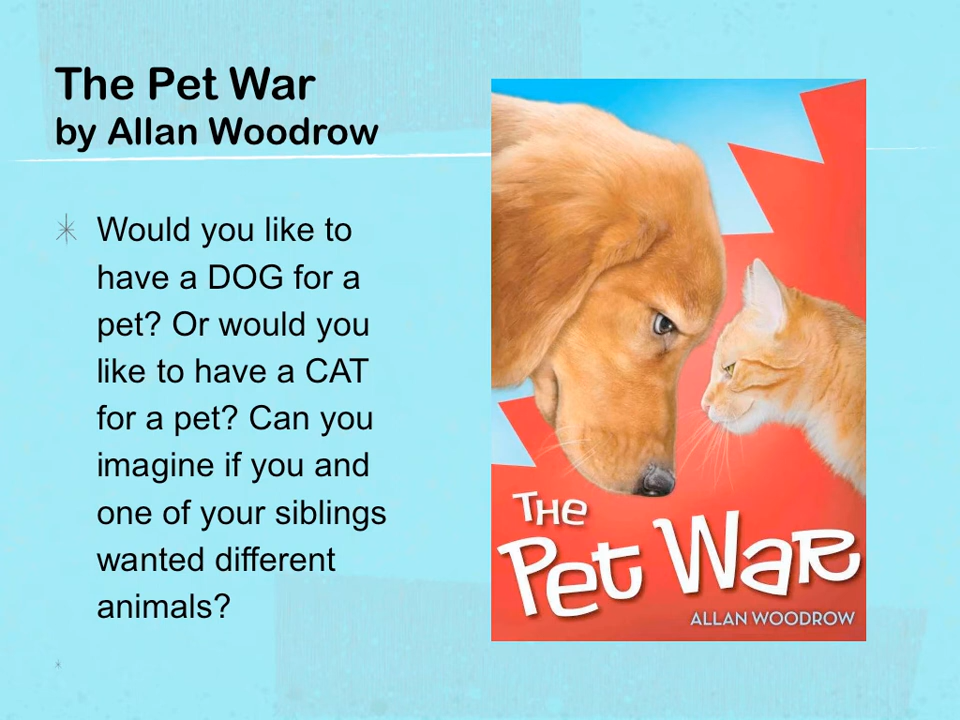 The Pet War
by Allan Woodrow
Would you like to
have a DOG for a
pet? Or would you
like to have a CAT
for a pet? Can you
imagine if you and
one of your siblings
wanted different
animals?
The
Pet War
ALLAN WOODROW